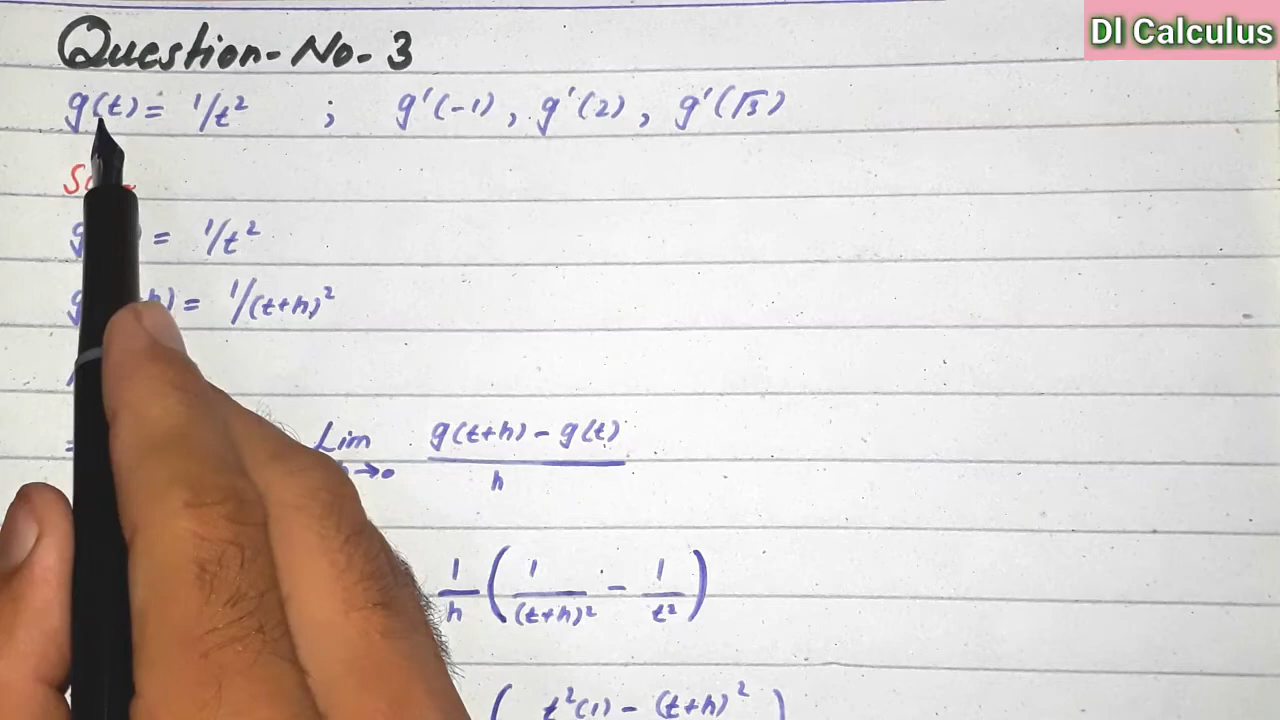 DI Calculus
Question-No-3
g(t) = 1/t² ; g'(-1), g'(2), g'(√3)
= 1/t²
h) = 1/(t+h)²
Lim g(t+h) - g(t)
→0 h
1/h (1/(t+h)² - 1/t²)
(t²(1) - (t+h)²)